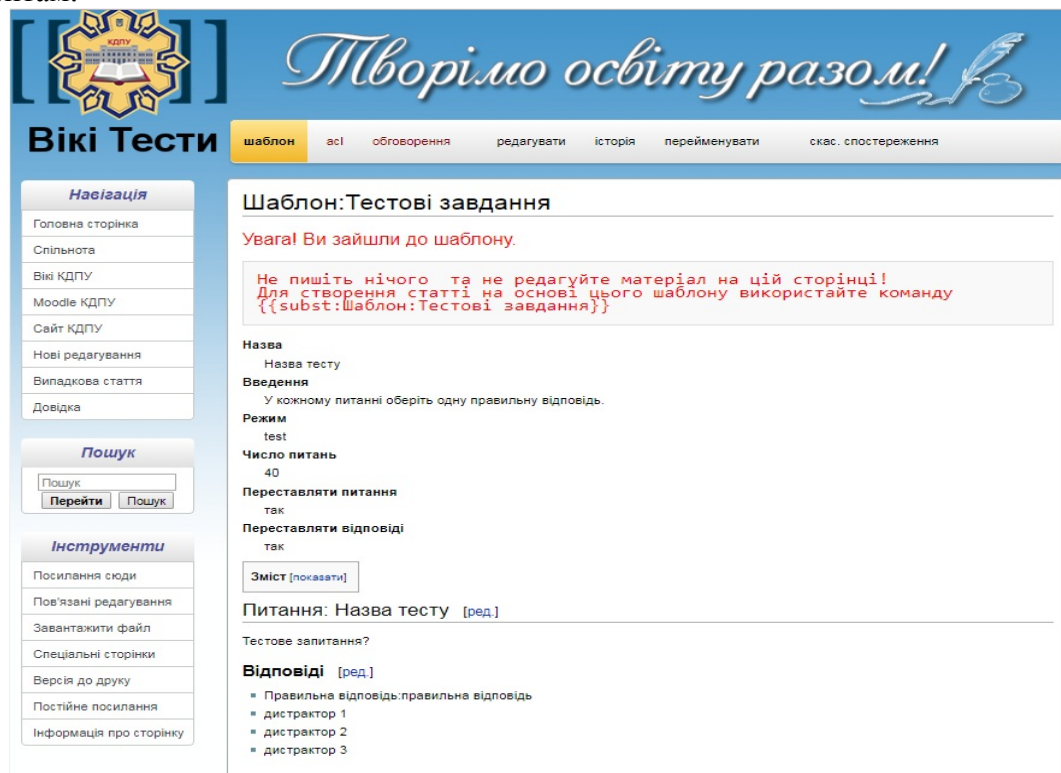 КДПУ
Творімо освіту разом!
Вікі Тести
шаблон acl обговорення редагувати історія перейменувати скас. спостереження
Навігація
Головна сторінка
Спільнота
Вікі КДПУ
Moodle КДПУ
Сайт КДПУ
Нові редагування
Випадкова стаття
Довідка
Пошук
Пошук
Перейти Пошук
Інструменти
Посилання сюди
Пов'язані редагування
Завантажити файл
Спеціальні сторінки
Версія до друку
Постійне посилання
Інформація про сторінку
Шаблон:Тестові завдання
Увага! Ви зайшли до шаблону.
Не пишіть нічого та не редагуйте матеріал на цій сторінці!
Для створення статті на основі цього шаблону використайте команду
{{subst:Шаблон:Тестові завдання}}
Назва
Назва тесту
Введення
У кожному питанні оберіть одну правильну відповідь.
Режим
test
Число питань
40
Переставляти питання
так
Переставляти відповіді
так
Зміст [показати]
Питання: Назва тесту [ред.]
Тестове запитання?
Відповіді [ред.]
Правильна відповідь:правильна відповідь
дистрактор 1
дистрактор 2
дистрактор 3